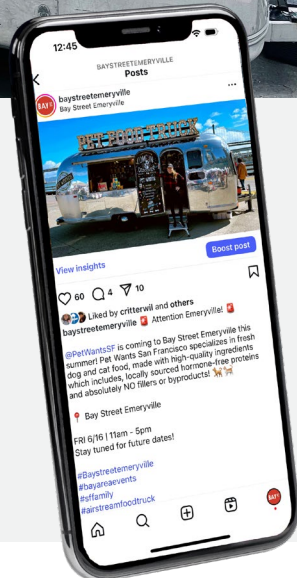 12:45
BAYSTREETEMERYVILLE
Posts
BAY ST
baystreetemeryville
Bay Street Emeryville
PET FOOD TRUCK
View insights
Boost post
60 4 10
Liked by critterwil and others
baystreetemeryville 🚨 Attention Emeryville! 🚨
@PetWantsSF is coming to Bay Street Emeryville this
summer! Pet Wants San Francisco specializes in fresh
dog and cat food, made with high-quality ingredients
which includes, locally sourced hormone-free proteins
and absolutely NO fillers or byproducts! 🐕🐈
📍 Bay Street Emeryville
FRI 6/16 | 11am - 5pm
Stay tuned for future dates!
#Baystreetemeryville
#bayareaevents
#sffamily
#airstreamfoodtruck